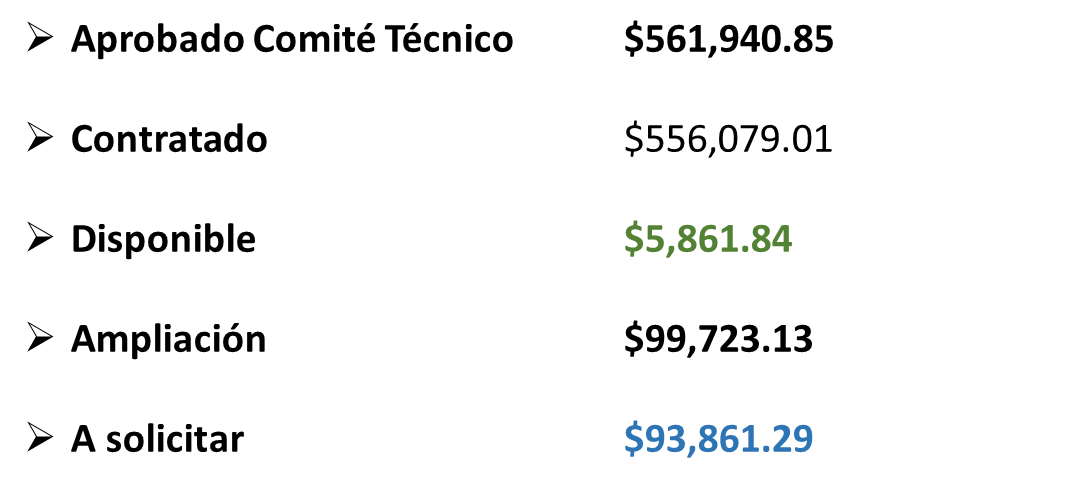 ➢ Aprobado Comité Técnico $561,940.85
➢ Contratado $556,079.01
➢ Disponible $5,861.84
➢ Ampliación $99,723.13
➢ A solicitar $93,861.29